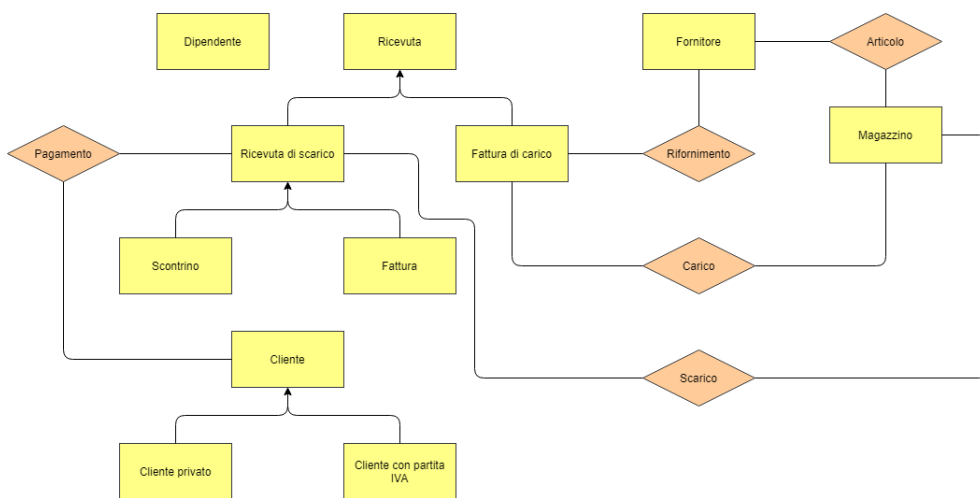 Dipendente
Ricevuta
Fornitore
Articolo
Pagamento
Ricevuta di scarico
Fattura di carico
Rifornimento
Magazzino
Scontrino
Fattura
Carico
Cliente
Scarico
Cliente privato
Cliente con partita
IVA